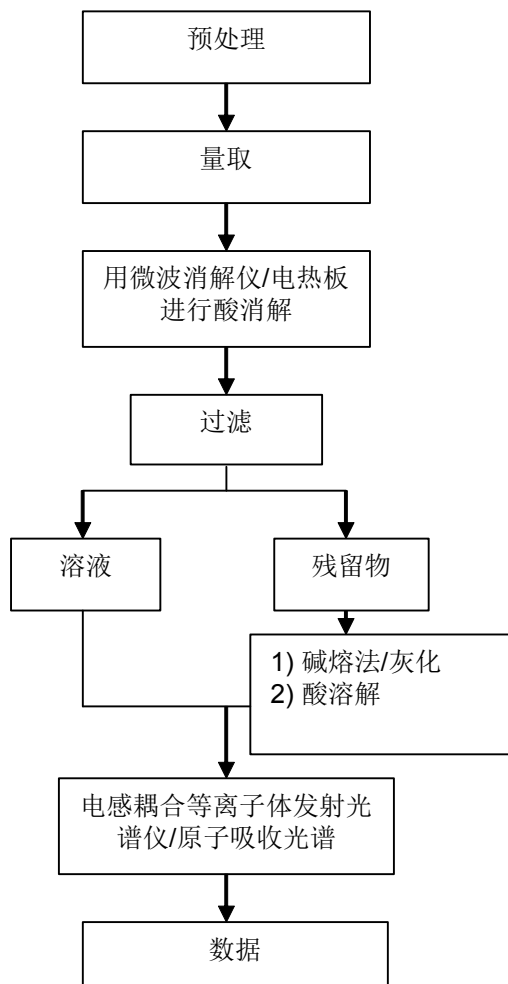 预处理
量取
用微波消解仪/电热板
进行酸消解
过滤
溶液
残留物
1) 碱熔法/灰化
2) 酸溶解
电感耦合等离子体发射光
谱仪/原子吸收光谱
数据